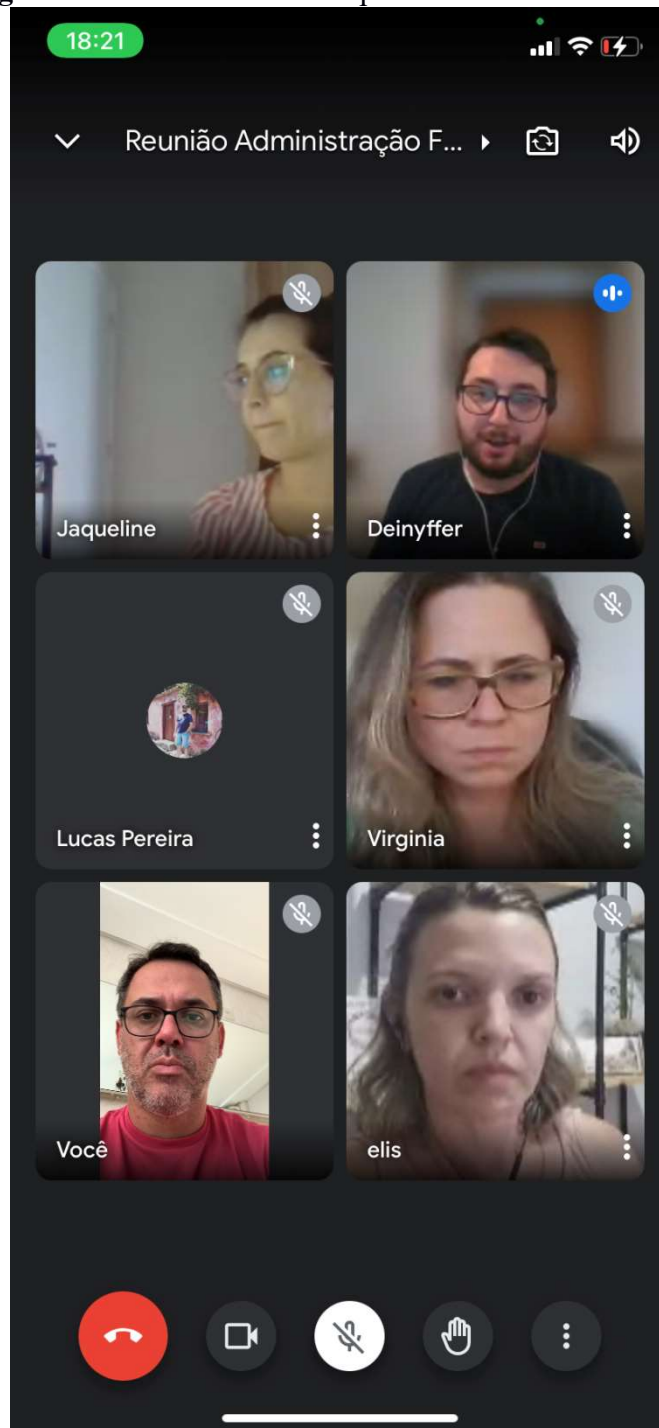 18:21
Reunião Administração F...
Jaqueline
Deinyffer
Lucas Pereira
Virginia
Você
elis